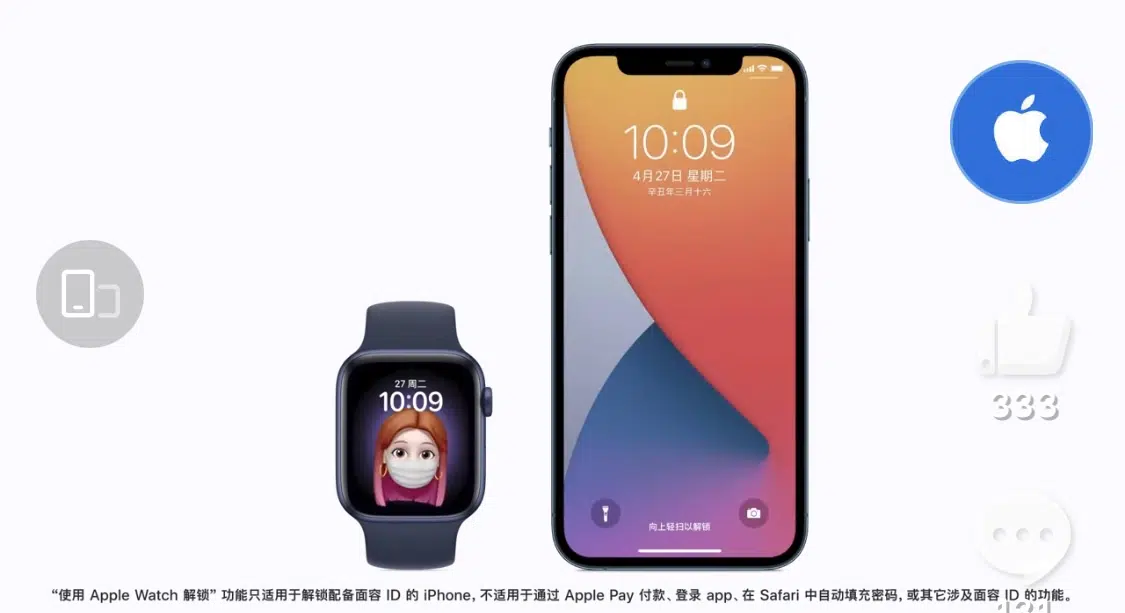 10:09
4月27日 星期二
辛丑年三月十六
27 周二
10:09
333
向上轻扫以解锁
“使用 Apple Watch 解锁” 功能只适用于解锁配备面容 ID 的 iPhone，不适用于通过 Apple Pay 付款、登录 app、在 Safari 中自动填充密码，或其它涉及面容 ID 的功能。